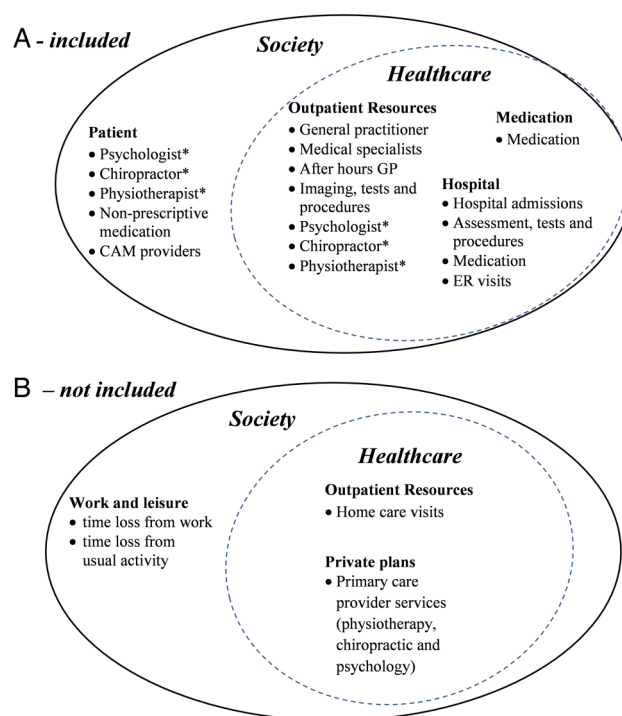 A - included
Society
Healthcare
Patient
• Psychologist*
• Chiropractor*
• Physiotherapist*
• Non-prescriptive
medication
• CAM providers
Outpatient Resources
• General practitioner
• Medical specialists
• After hours GP
• Imaging, tests and
procedures
• Psychologist*
• Chiropractor*
• Physiotherapist*
Medication
• Medication
Hospital
• Hospital admissions
• Assessment, tests and
procedures
• Medication
• ER visits
B – not included
Society
Healthcare
Work and leisure
• time loss from work
• time loss from
usual activity
Outpatient Resources
• Home care visits
Private plans
• Primary care
provider services
(physiotherapy,
chiropractic and
psychology)